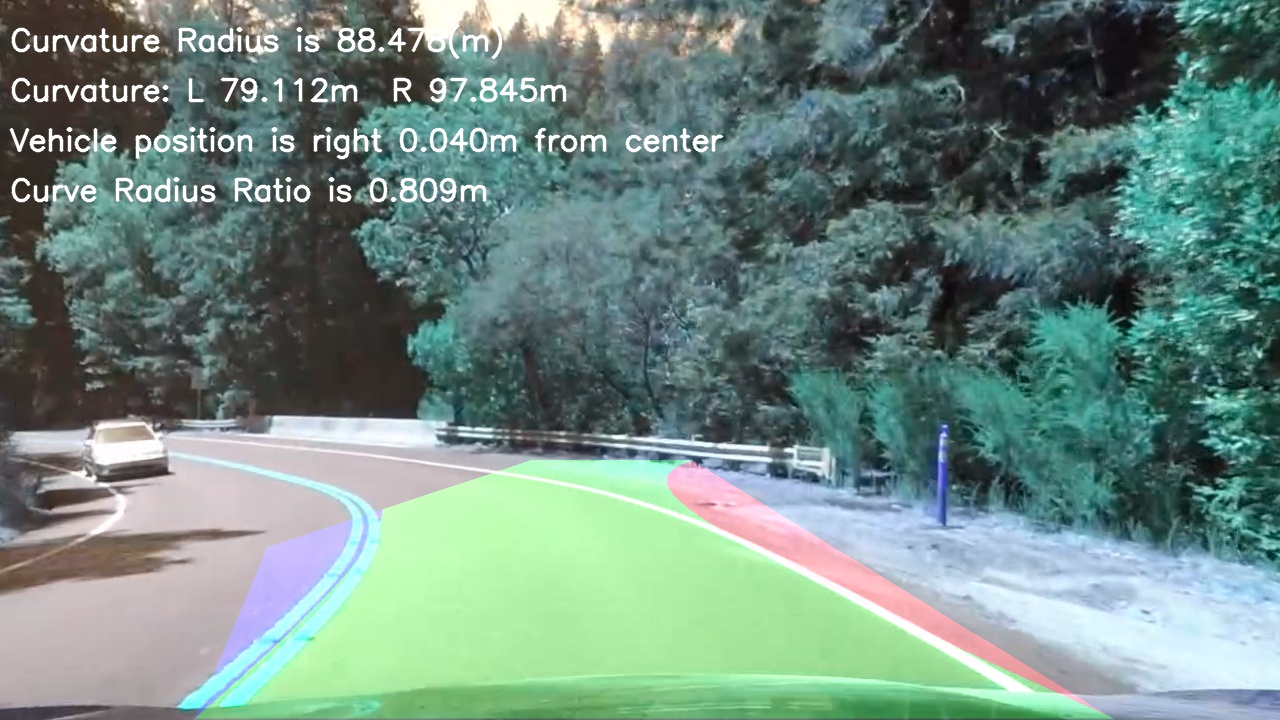 Curvature Radius is 88.478(m)
Curvature: L 79.112m R 97.845m
Vehicle position is right 0.040m from center
Curve Radius Ratio is 0.809m